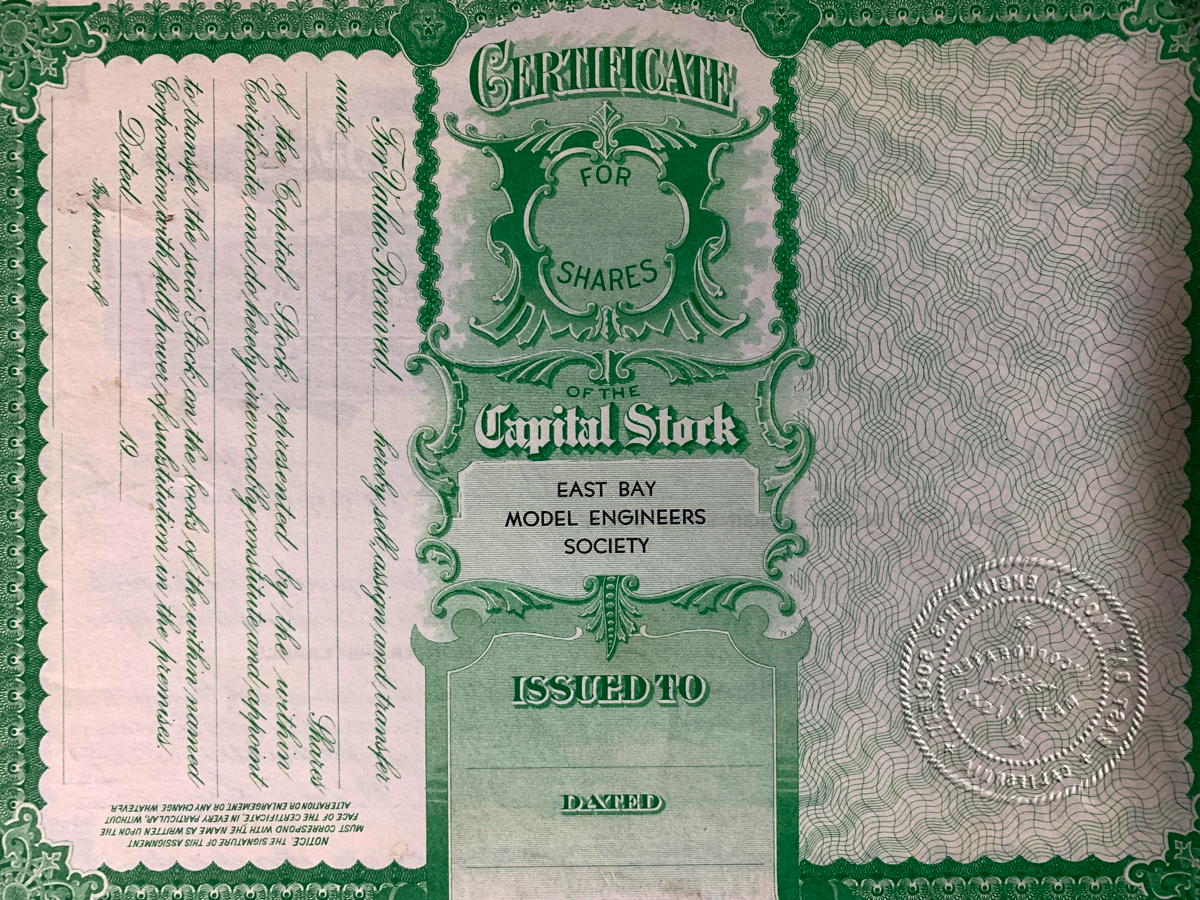 CERTIFICATE
FOR
SHARES
OF THE
Capital Stock
EAST BAY
MODEL ENGINEERS
SOCIETY
ISSUED TO
DATED
For Value Received, hereby sell, assign and transfer
unto
Shares
of the Capital Stock represented by the within
Certificate, and do hereby irrevocably constitute and appoint
to transfer the said Stock on the books of the within named
Corporation with full power of substitution in the premises.
Dated 19
In presence of
NOTICE. THE SIGNATURE OF THIS ASSIGNMENT
MUST CORRESPOND WITH THE NAME AS WRITTEN UPON THE
FACE OF THE CERTIFICATE, IN EVERY PARTICULAR, WITHOUT
ALTERATION OR ENLARGEMENT OR ANY CHANGE WHATEVER.
EAST BAY MODEL ENGINEERS SOCIETY